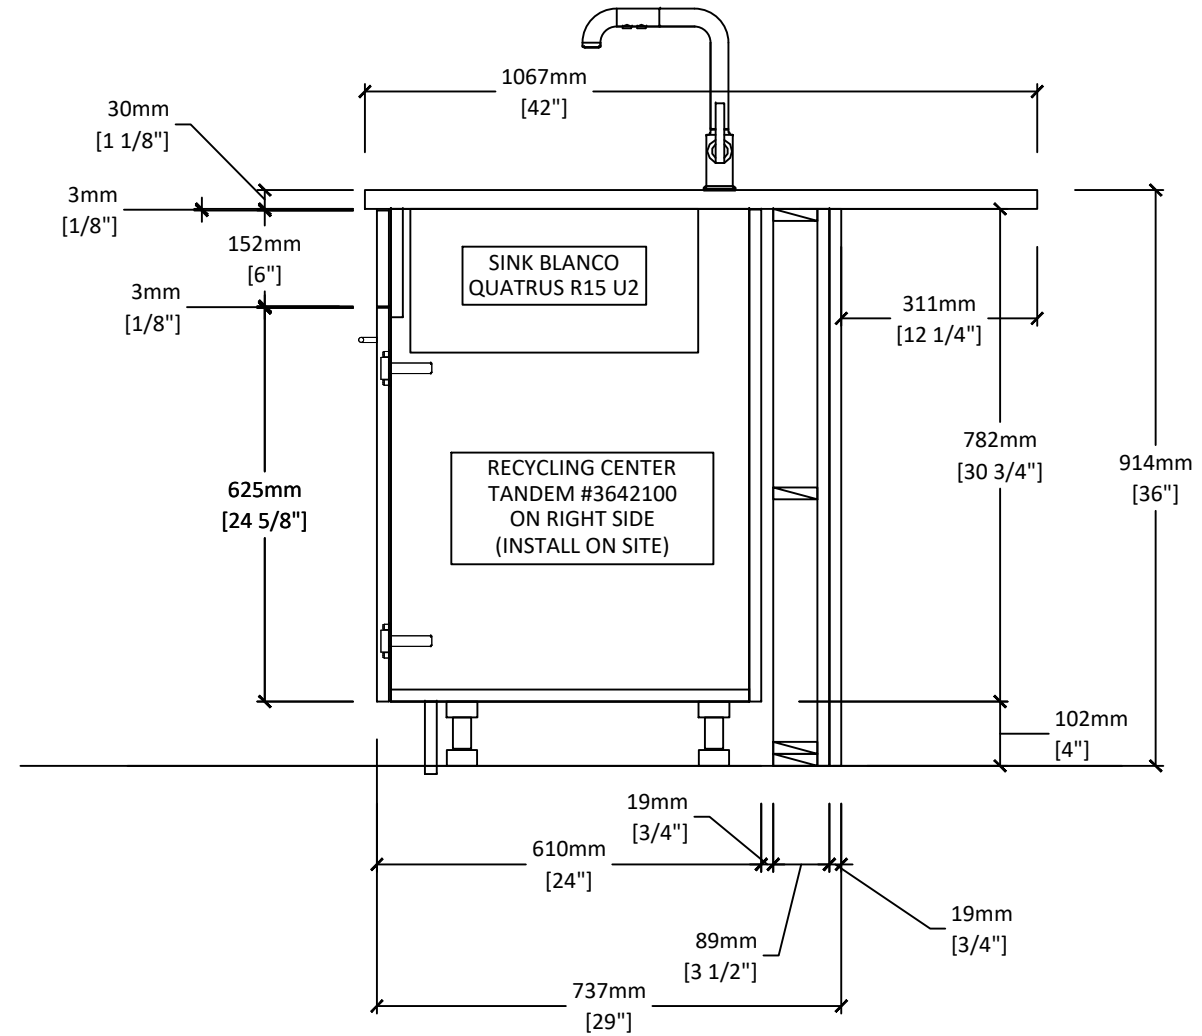 1067mm
[42"]
30mm
[1 1/8"]
3mm
[1/8"]
152mm
[6"]
3mm
[1/8"]
SINK BLANCO
QUATRUS R15 U2
311mm
[12 1/4"]
782mm
[30 3/4"]
914mm
[36"]
RECYCLING CENTER
TANDEM #3642100
ON RIGHT SIDE
(INSTALL ON SITE)
625mm
[24 5/8"]
102mm
[4"]
19mm
[3/4"]
610mm
[24"]
19mm
[3/4"]
89mm
[3 1/2"]
737mm
[29"]